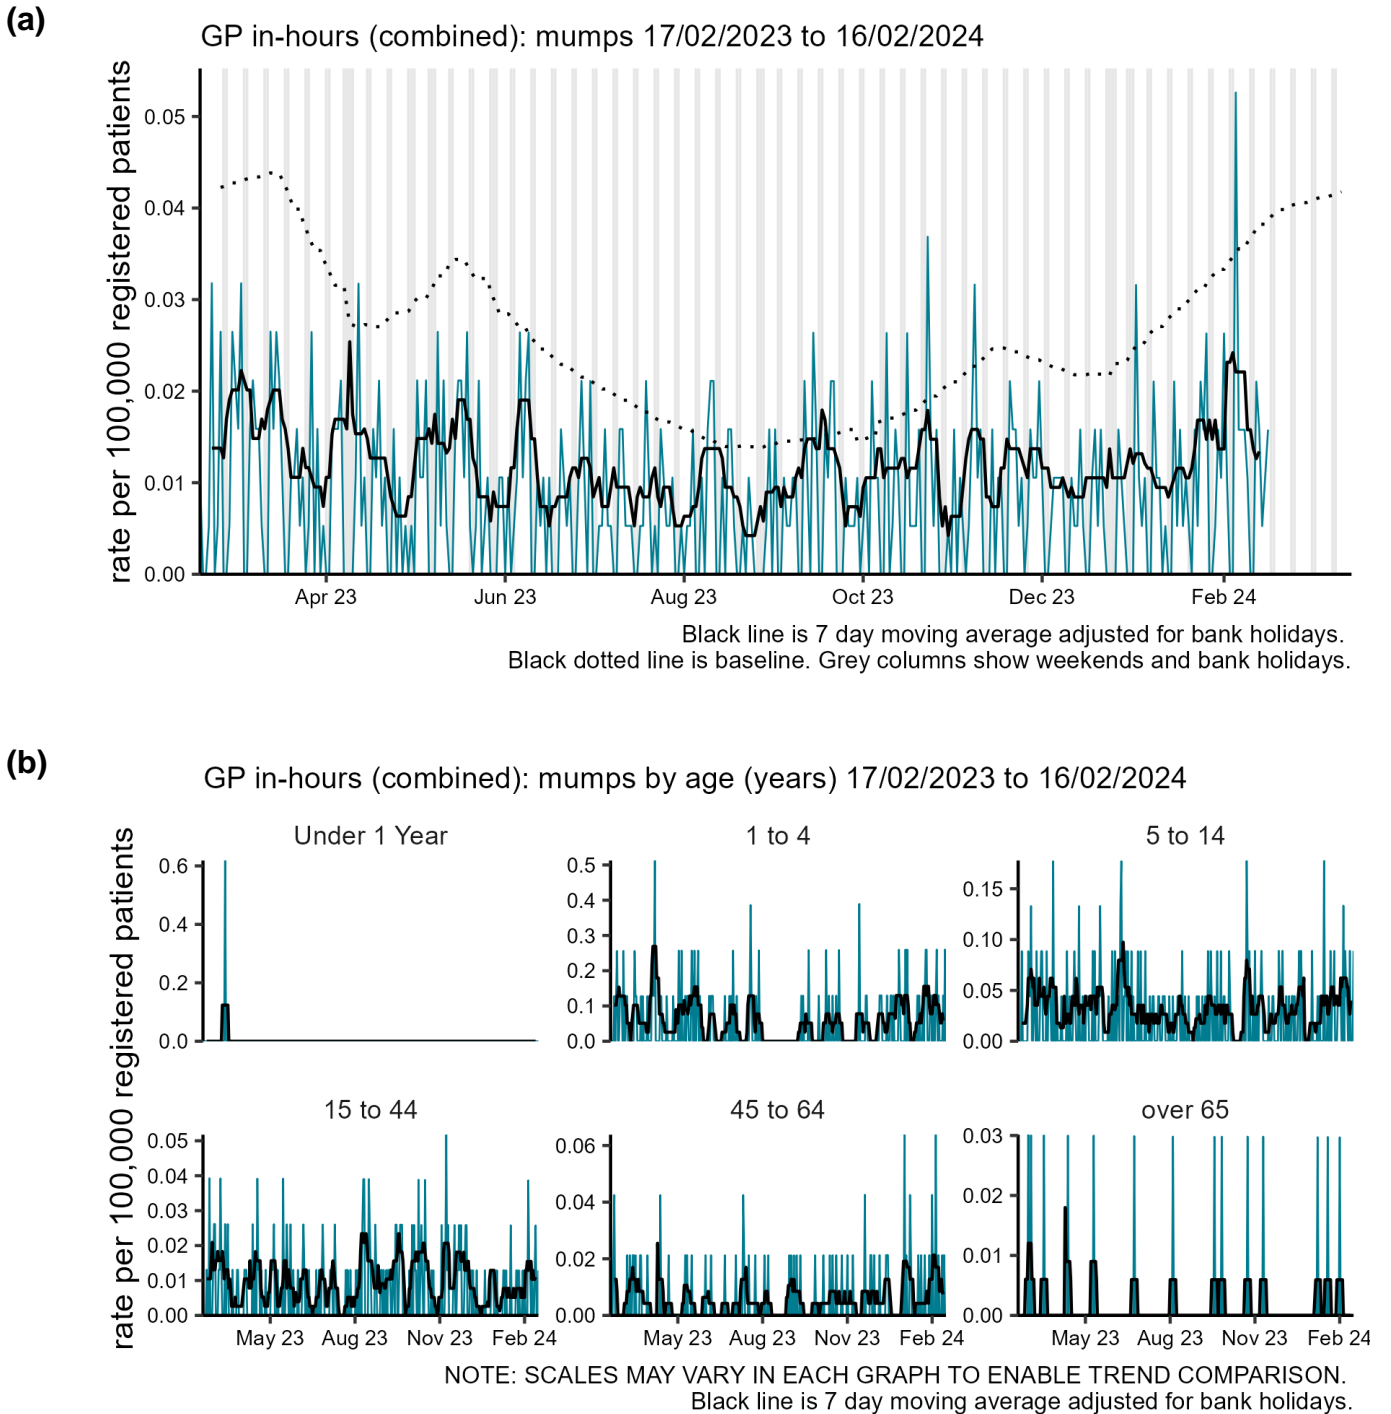 (a)
GP in-hours (combined): mumps 17/02/2023 to 16/02/2024
rate per 100,000 registered patients
0.05
0.04
0.03
0.02
0.01
0.00
Apr 23 Jun 23 Aug 23 Oct 23 Dec 23 Feb 24
Black line is 7 day moving average adjusted for bank holidays.
Black dotted line is baseline. Grey columns show weekends and bank holidays.
(b)
GP in-hours (combined): mumps by age (years) 17/02/2023 to 16/02/2024
rate per 100,000 registered patients
Under 1 Year
0.6
0.4
0.2
0.0
1 to 4
0.5
0.4
0.3
0.2
0.1
0.0
5 to 14
0.15
0.10
0.05
0.00
15 to 44
0.05
0.04
0.03
0.02
0.01
0.00
May 23 Aug 23 Nov 23 Feb 24
45 to 64
0.06
0.04
0.02
0.00
May 23 Aug 23 Nov 23 Feb 24
over 65
0.03
0.02
0.01
0.00
May 23 Aug 23 Nov 23 Feb 24
NOTE: SCALES MAY VARY IN EACH GRAPH TO ENABLE TREND COMPARISON.
Black line is 7 day moving average adjusted for bank holidays.